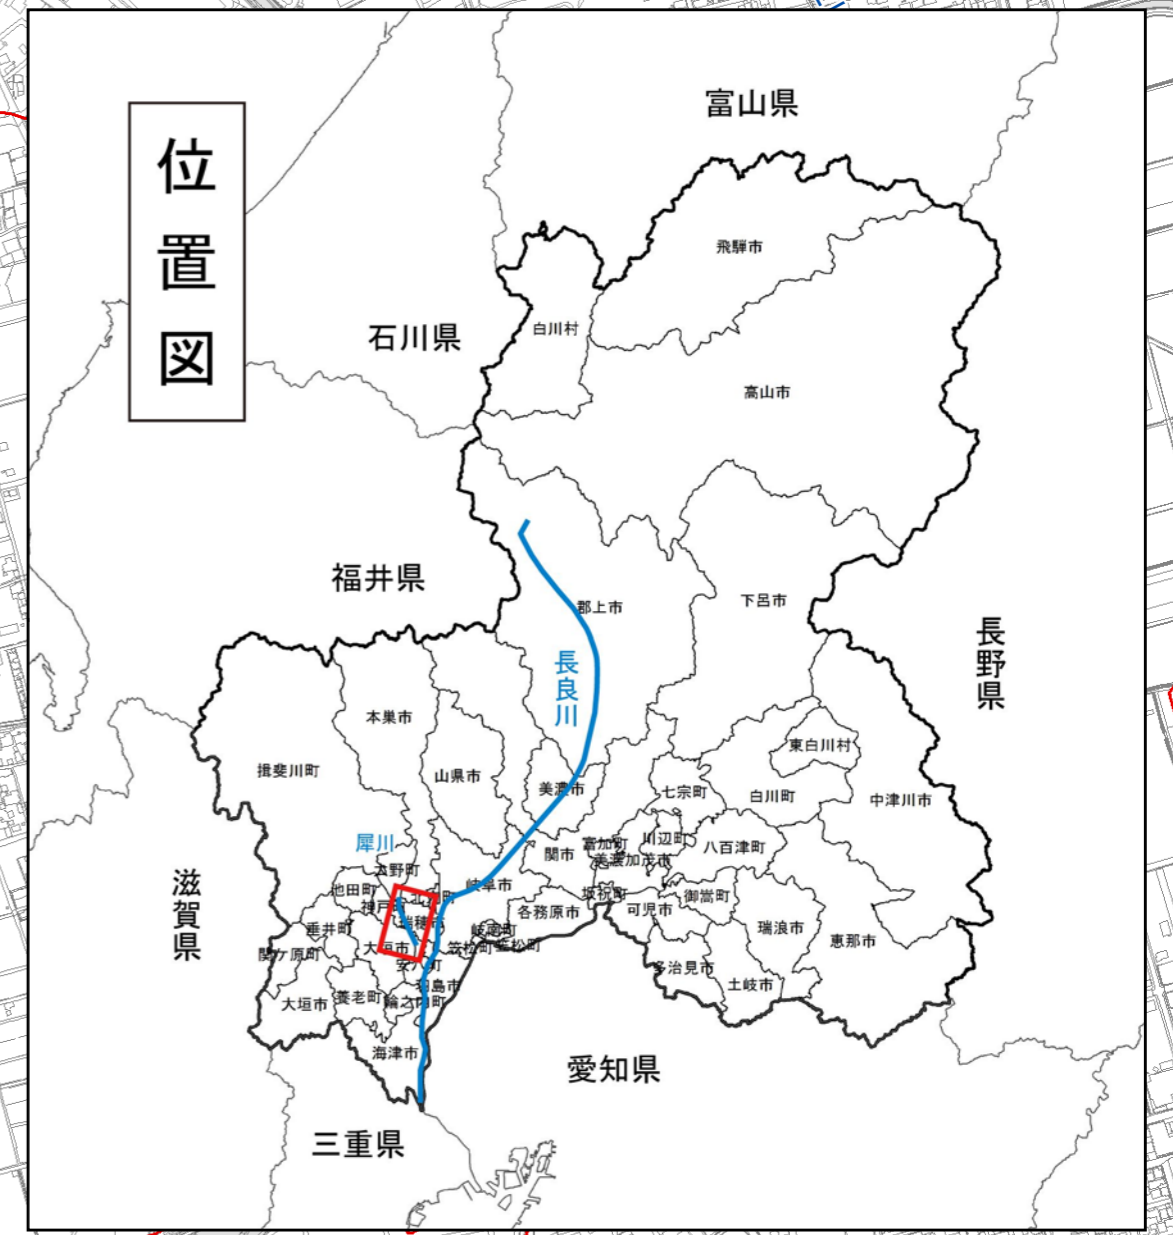 位置図
富山県
飛騨市
白川村
石川県
高山市
福井県
郡上市
下呂市
長野県
長良川
本巣市
東白川村
揖斐川町
山県市
美濃市
七宗町
白川町
中津川市
犀川
川辺町
富加町
八百津町
関市
美濃加茂市
大野町
滋賀県
池田町
岐阜市
坂祝町
御嵩町
神戸町
各務原市
可児市
瑞穂市
垂井町
岐南町
瑞浪市
恵那市
関ケ原町
大垣市
笠松町
笠松町
安八町
多治見市
羽島市
土岐市
大垣市
養老町
輪之内町
海津市
愛知県
三重県